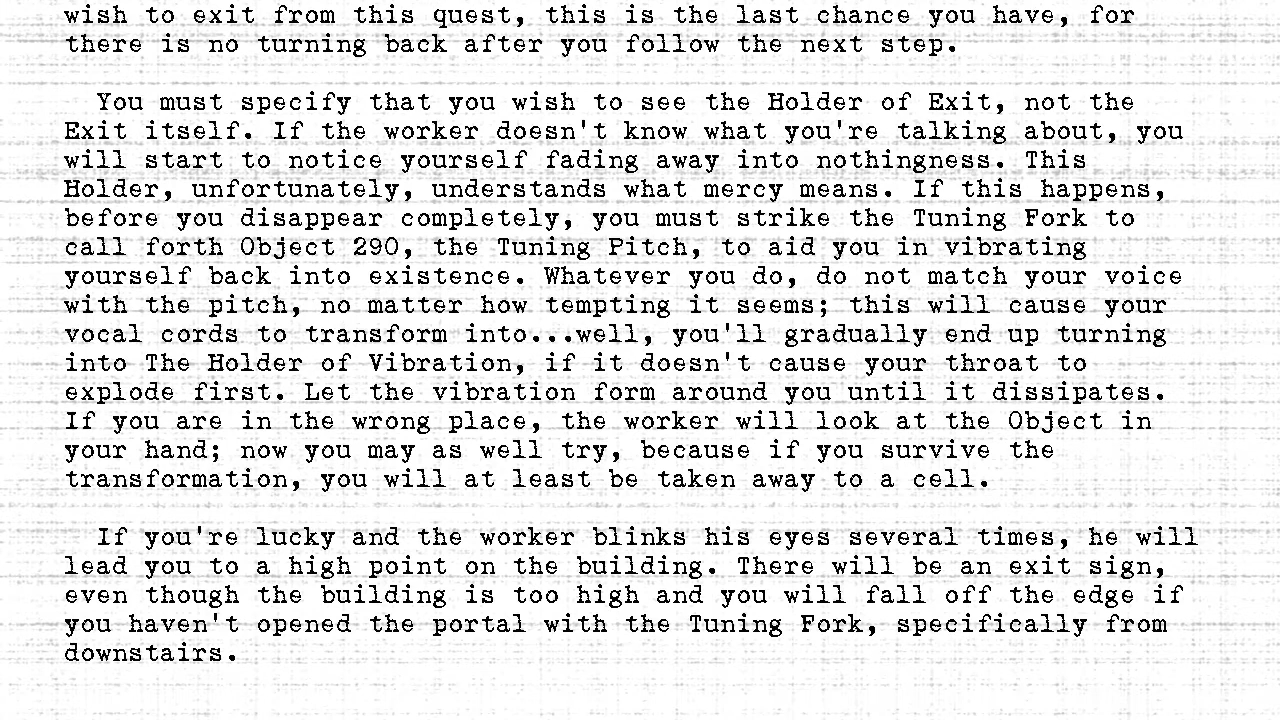 wish to exit from this quest, this is the last chance you have, for
there is no turning back after you follow the next step.
You must specify that you wish to see the Holder of Exit, not the
Exit itself. If the worker doesn't know what you're talking about, you
will start to notice yourself fading away into nothingness. This
Holder, unfortunately, understands what mercy means. If this happens,
before you disappear completely, you must strike the Tuning Fork to
call forth Object 290, the Tuning Pitch, to aid you in vibrating
yourself back into existence. Whatever you do, do not match your voice
with the pitch, no matter how tempting it seems; this will cause your
vocal cords to transform into...well, you'll gradually end up turning
into The Holder of Vibration, if it doesn't cause your throat to
explode first. Let the vibration form around you until it dissipates.
If you are in the wrong place, the worker will look at the Object in
your hand; now you may as well try, because if you survive the
transformation, you will at least be taken away to a cell.
If you're lucky and the worker blinks his eyes several times, he will
lead you to a high point on the building. There will be an exit sign,
even though the building is too high and you will fall off the edge if
you haven't opened the portal with the Tuning Fork, specifically from
downstairs.